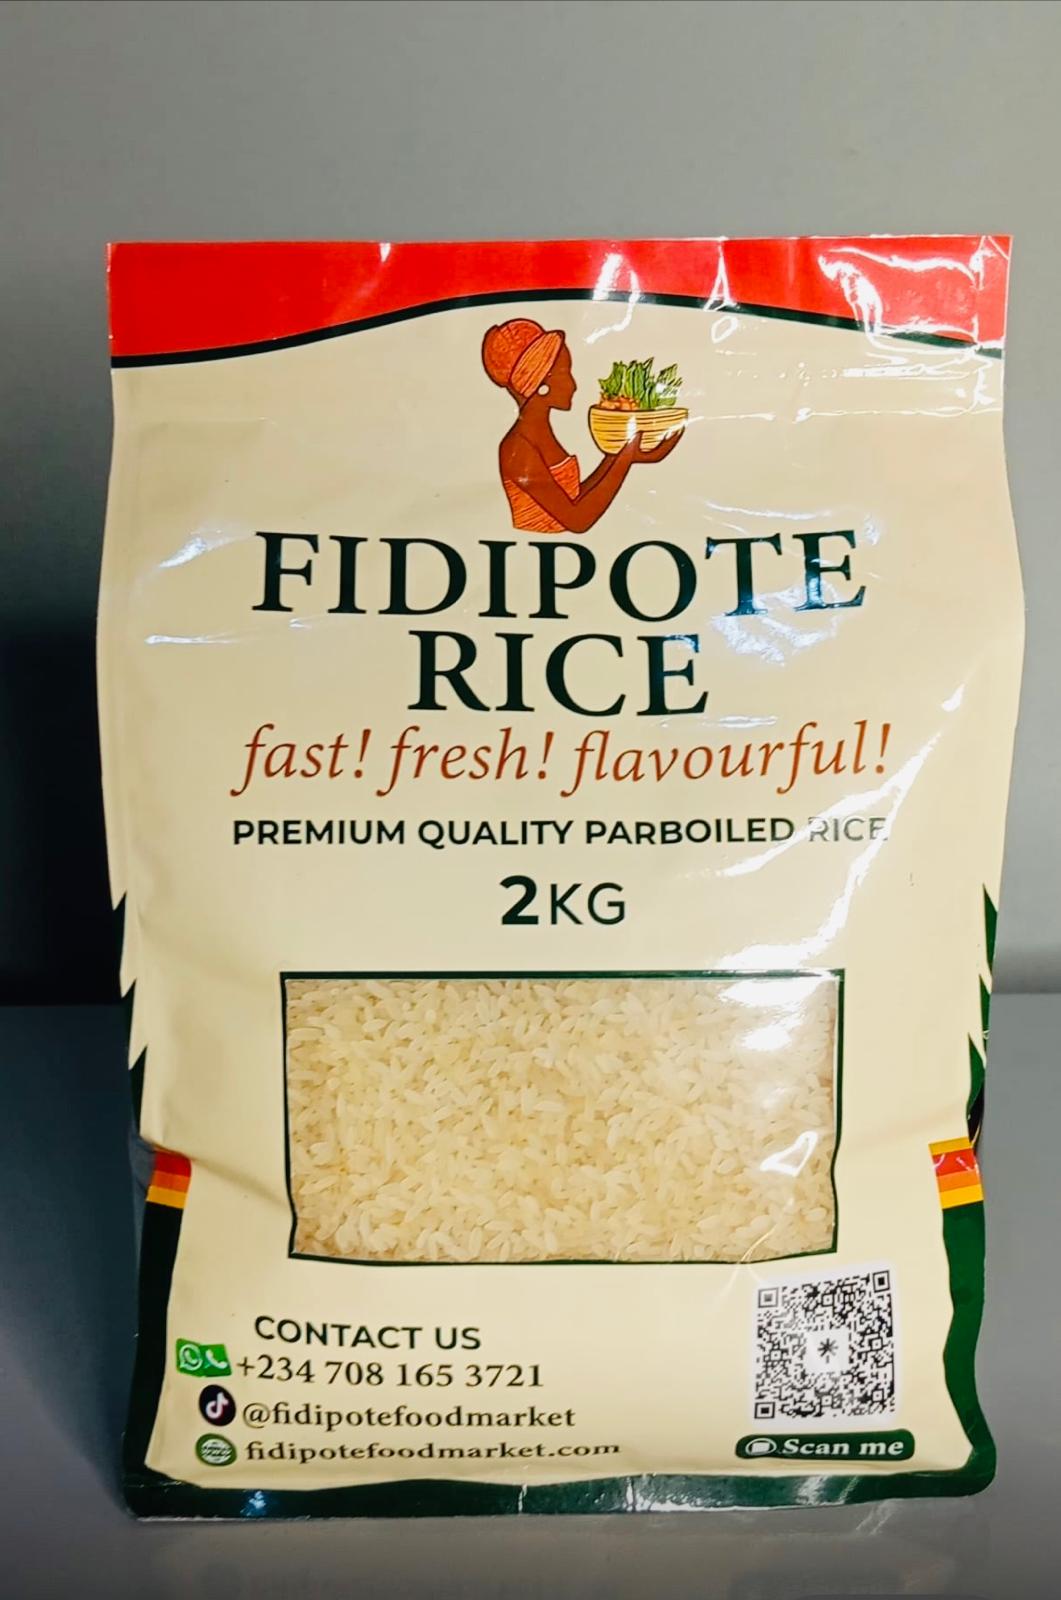 FIDIPOTE
RICE
fast! fresh! flavourful!
PREMIUM QUALITY PARBOILED RICE
2KG
CONTACT US
+234 708 165 3721
@fidipotefoodmarket
www fidipotefoodmarket.com
Scan me